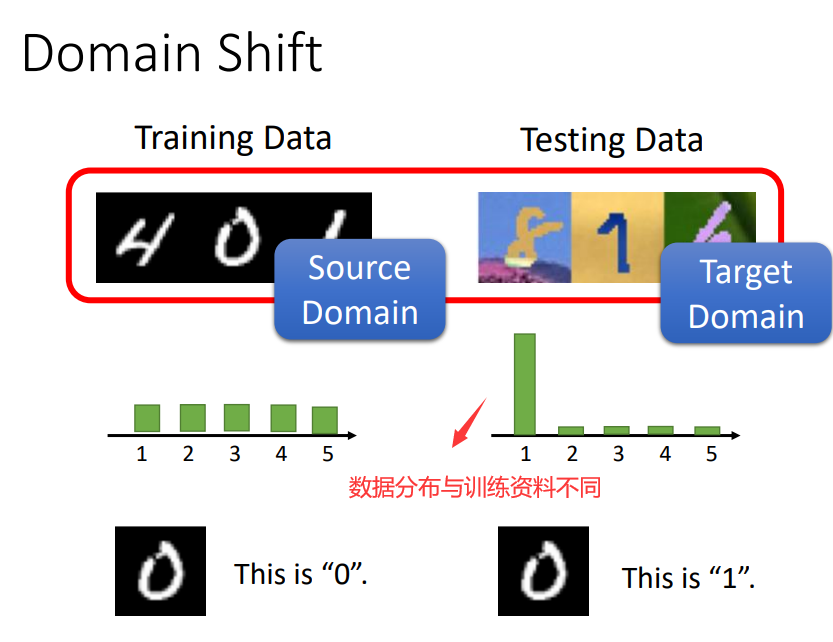 Domain Shift
Training Data
Testing Data
4 0 1
8 1 6
Source
Domain
Target
Domain
1 2 3 4 5
1 2 3 4 5
数据分布与训练资料不同
0
This is “0”.
0
This is “1”.